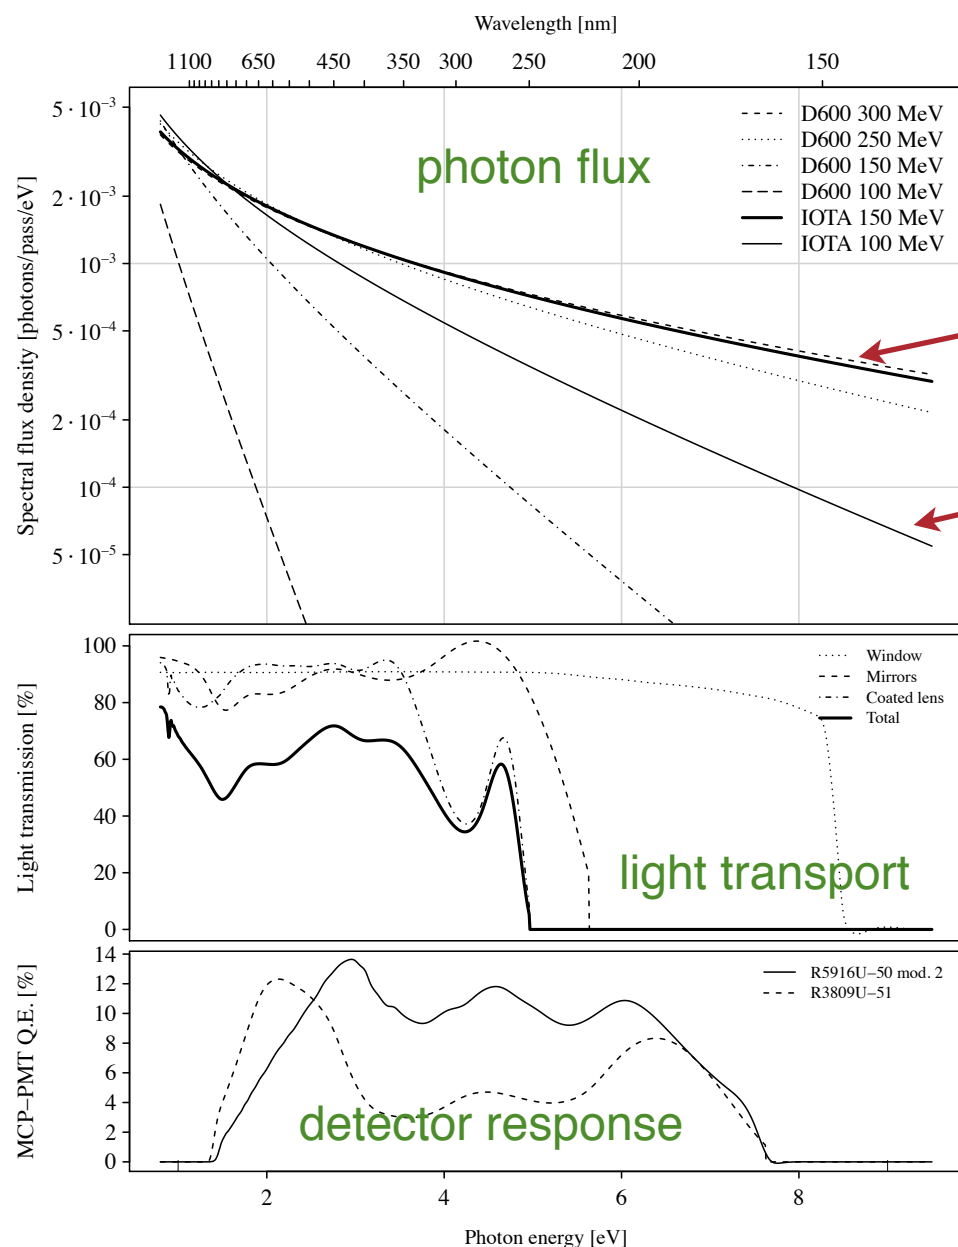 Wavelength [nm]
1100 650 450 350 300 250 200 150
Spectral flux density [photons/pass/eV]
5 · 10⁻³
2 · 10⁻³
10⁻³
5 · 10⁻⁴
2 · 10⁻⁴
10⁻⁴
5 · 10⁻⁵
photon flux
D600 300 MeV
D600 250 MeV
D600 150 MeV
D600 100 MeV
IOTA 150 MeV
IOTA 100 MeV
Light transmission [%]
100
80
60
40
20
0
Window
Mirrors
Coated lens
Total
light transport
MCP–PMT Q.E. [%]
14
12
10
8
6
4
2
0
R5916U–50 mod. 2
R3809U–51
detector response
2 4 6 8
Photon energy [eV]